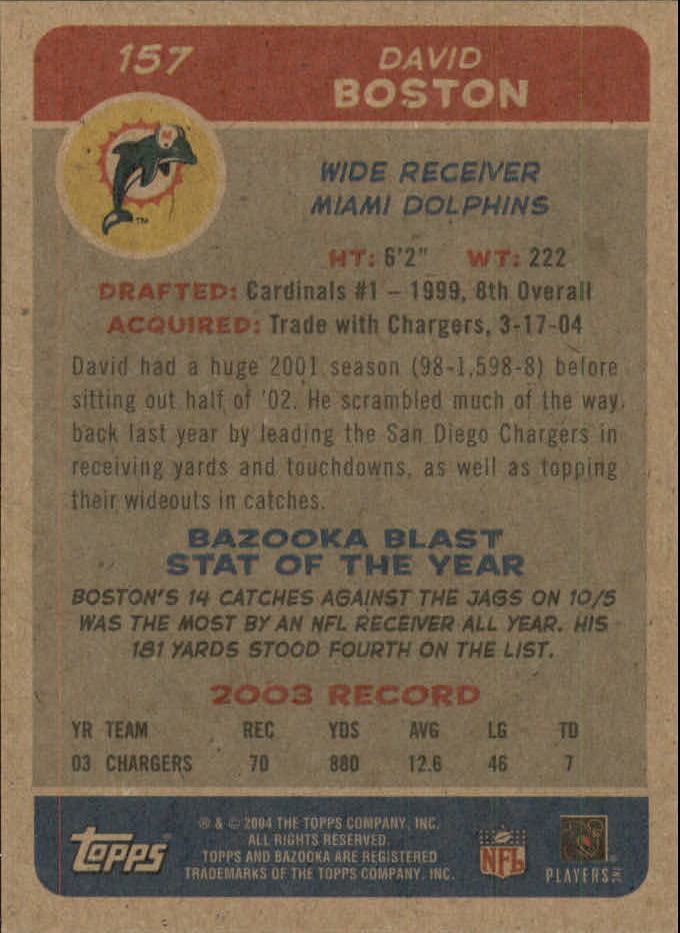 157
DAVID
BOSTON
TM
WIDE RECEIVER
MIAMI DOLPHINS
HT: 6'2" WT: 222
DRAFTED: Cardinals #1 – 1999, 8th Overall
ACQUIRED: Trade with Chargers, 3-17-04
David had a huge 2001 season (98-1,598-8) before
sitting out half of '02. He scrambled much of the way
back last year by leading the San Diego Chargers in
receiving yards and touchdowns, as well as topping
their wideouts in catches.
BAZOOKA BLAST
STAT OF THE YEAR
BOSTON'S 14 CATCHES AGAINST THE JAGS ON 10/5
WAS THE MOST BY AN NFL RECEIVER ALL YEAR. HIS
181 YARDS STOOD FOURTH ON THE LIST.
2003 RECORD
YR TEAM REC YDS AVG LG TD
03 CHARGERS 70 880 12.6 46 7
topps
® & © 2004 THE TOPPS COMPANY, INC.
ALL RIGHTS RESERVED.
TOPPS AND BAZOOKA ARE REGISTERED
TRADEMARKS OF THE TOPPS COMPANY, INC.
NFL
PLAYERS INC